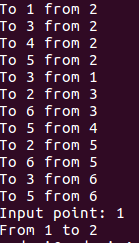 To 1 from 2
To 3 from 2
To 4 from 2
To 5 from 2
To 3 from 1
To 2 from 3
To 6 from 3
To 5 from 4
To 2 from 5
To 6 from 5
To 3 from 6
To 5 from 6
Input point: 1
From 1 to 2